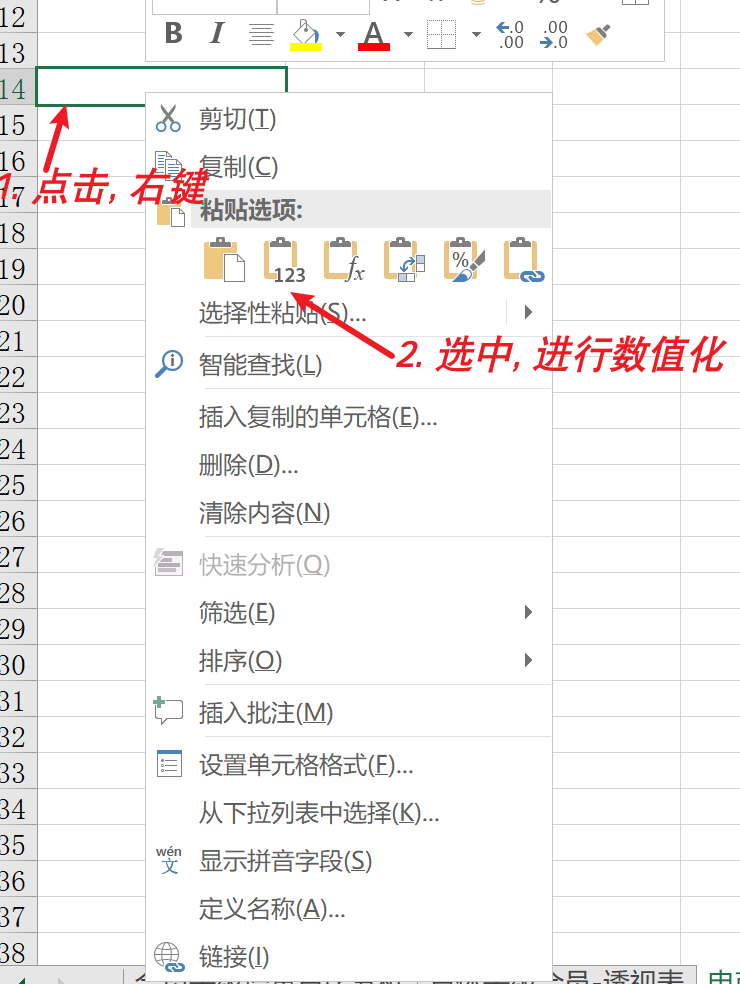 12
B I A ←.0 .00 .00 →.0
13
14
15
剪切(T)
16
复制(C)
17
1. 点击, 右键
粘贴选项:
18
19
123 fx %
20
选择性粘贴(S)...
21
2. 选中, 进行数值化
22
智能查找(L)
23
插入复制的单元格(E)...
24
删除(D)...
25
26
清除内容(N)
27
快速分析(Q)
28
筛选(E)
29
30
排序(O)
31
插入批注(M)
32
33
设置单元格格式(F)...
34
从下拉列表中选择(K)...
35
wén
文
显示拼音字段(S)
36
37
定义名称(A)...
38
链接(I)
会员-透视表